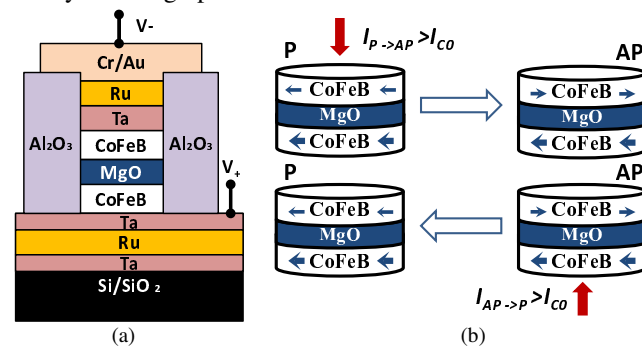 V-
Cr/Au
Ru
Ta
Al₂O₃ CoFeB Al₂O₃
MgO
CoFeB
V₊
Ta
Ru
Ta
Si/SiO ₂
(a)
P I P ->AP >I C0 AP
CoFeB CoFeB
MgO MgO
CoFeB CoFeB
P AP
CoFeB CoFeB
MgO MgO
CoFeB CoFeB
I AP ->P >I C0
(b)